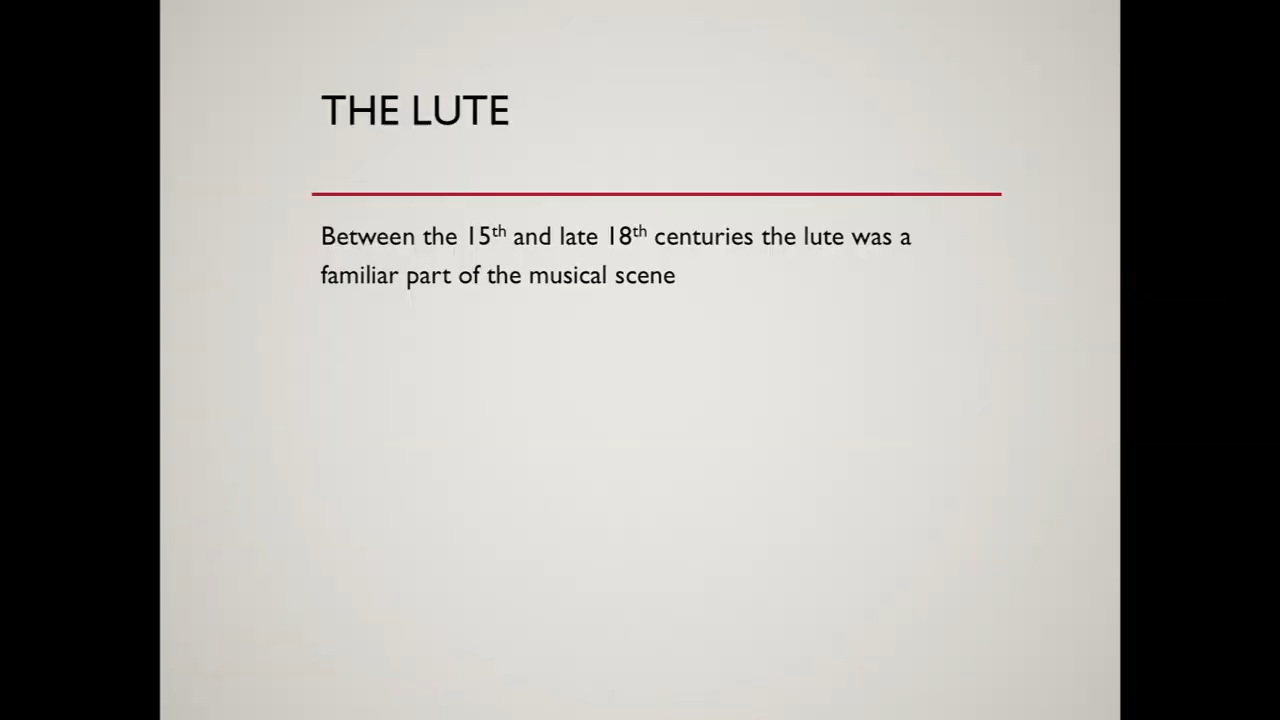 THE LUTE
Between the 15th and late 18th centuries the lute was a
familiar part of the musical scene